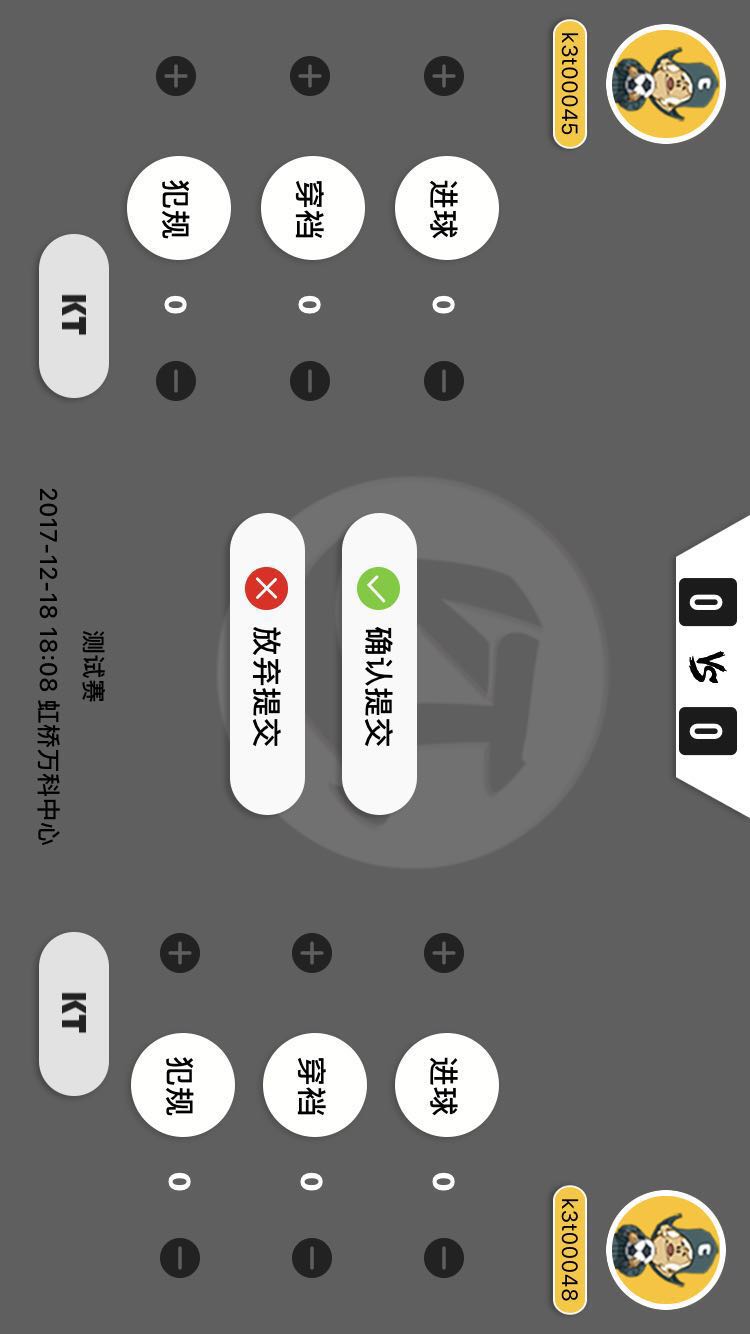 k3t00045
0 VS 0
k3t00048
+ 进球 0 −
+ 进球 0 −
+ 穿裆 0 −
+ 穿裆 0 −
+ 犯规 0 −
+ 犯规 0 −
确认提交
放弃提交
KT
测试赛
2017-12-18 18:08 虹桥万科中心
KT